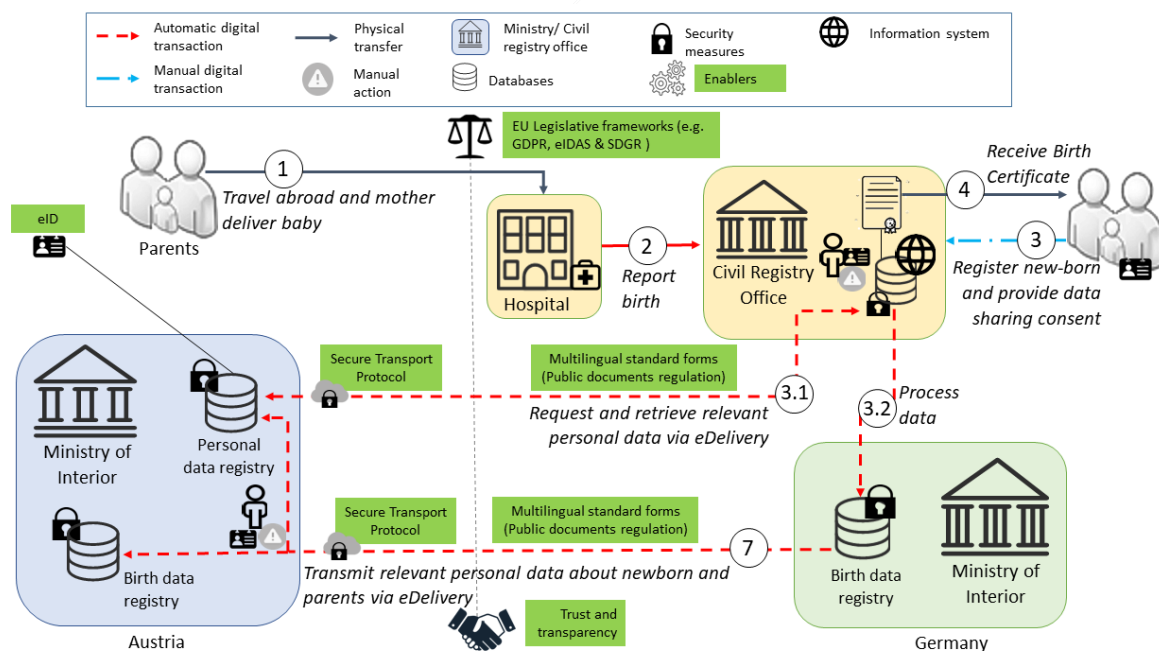 Automatic digital
transaction
Physical
transfer
Ministry/ Civil
registry office
Security
measures
Information system
Manual digital
transaction
Manual
action
Databases
Enablers
EU Legislative frameworks (e.g.
GDPR, eIDAS & SDGR )
1
Travel abroad and mother
deliver baby
Parents
eID
Hospital
2
Report
birth
Civil Registry
Office
Receive Birth
Certificate
4
3
Register new-born
and provide data
sharing consent
Secure Transport
Protocol
Multilingual standard forms
(Public documents regulation)
3.1
Request and retrieve relevant
personal data via eDelivery
3.2
Process
data
Ministry of
Interior
Personal
data registry
Birth data
registry
Austria
Secure Transport
Protocol
Multilingual standard forms
(Public documents regulation)
7
Transmit relevant personal data about newborn and
parents via eDelivery
Trust and
transparency
Birth data
registry
Ministry of
Interior
Germany